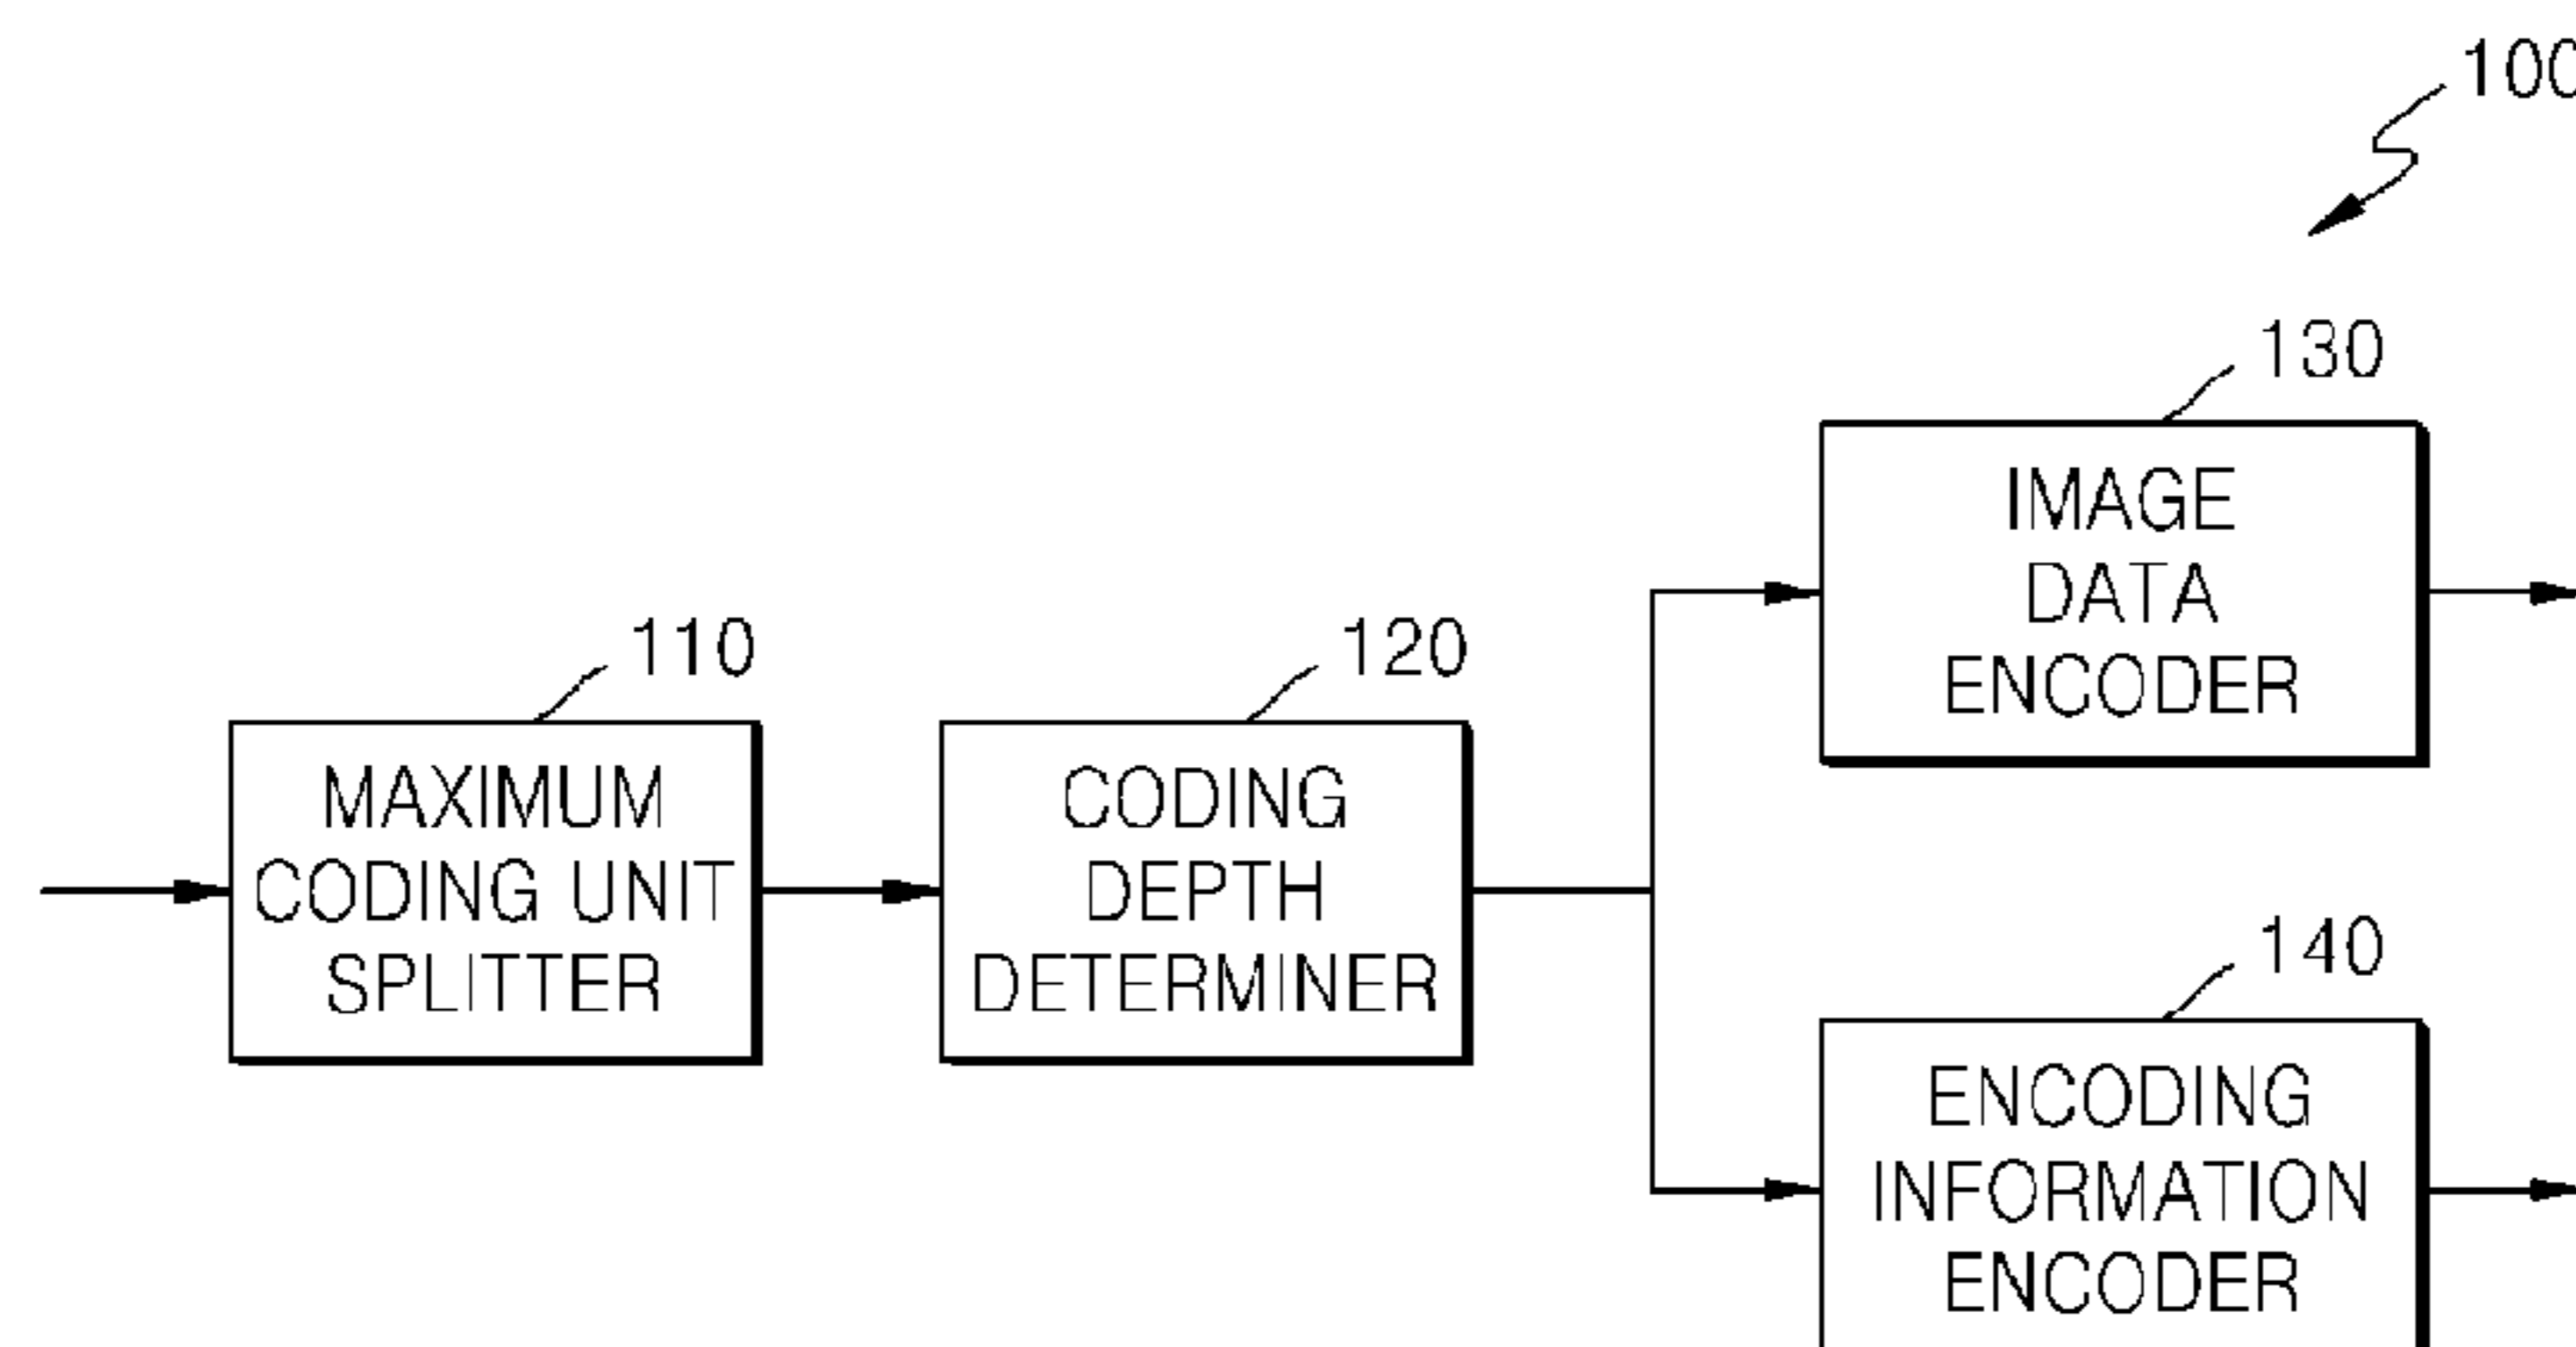 100
130
IMAGE
DATA
ENCODER
110
MAXIMUM
CODING UNIT
SPLITTER
120
CODING
DEPTH
DETERMINER
140
ENCODING
INFORMATION
ENCODER